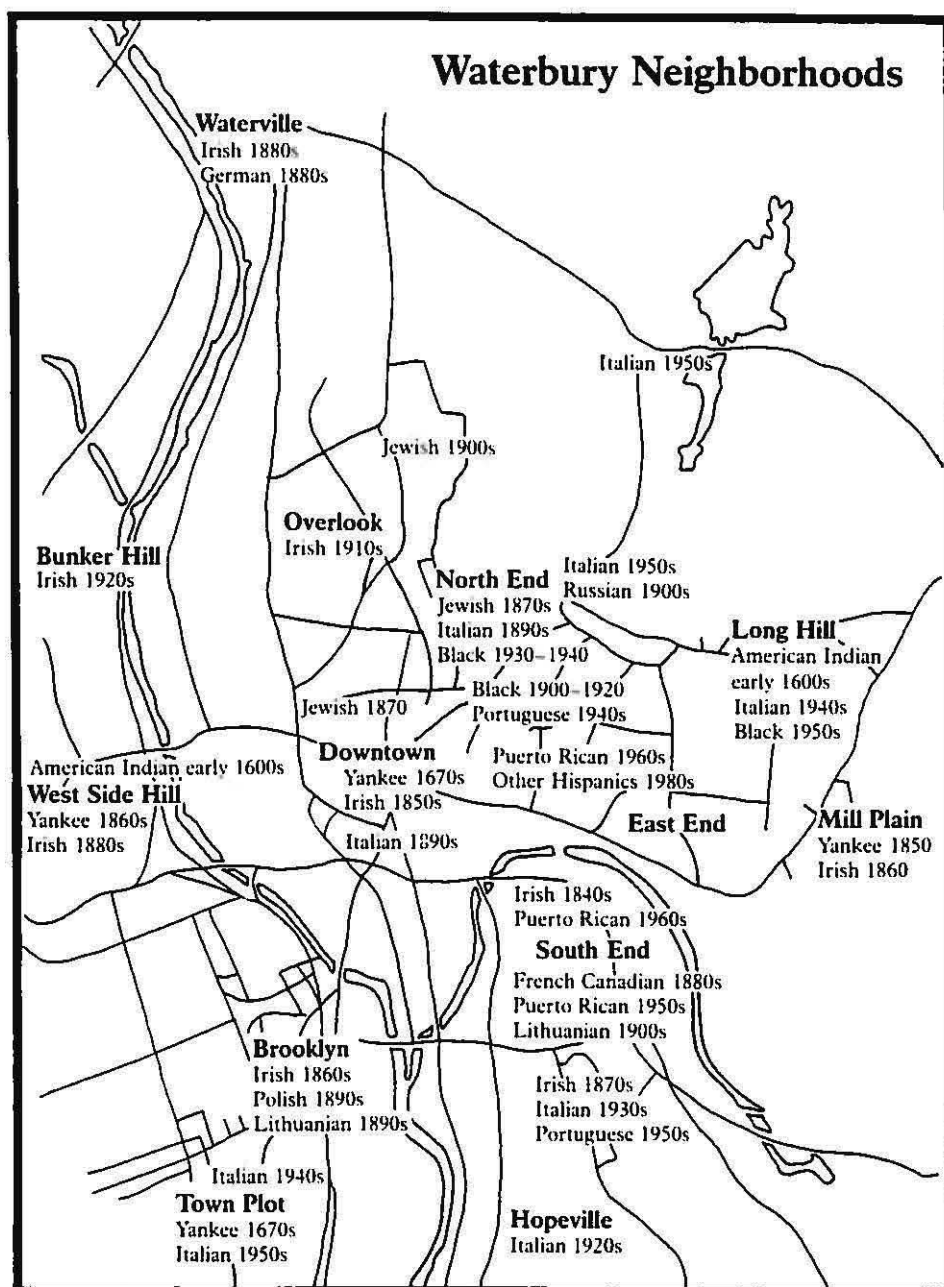 Waterbury Neighborhoods
Waterville
Irish 1880s
German 1880s
Italian 1950s
Jewish 1900s
Overlook
Irish 1910s
Bunker Hill
Irish 1920s
Italian 1950s
Russian 1900s
North End
Jewish 1870s
Italian 1890s
Black 1930-1940
Long Hill
American Indian
early 1600s
Italian 1940s
Black 1950s
Black 1900-1920
Portuguese 1940s
Jewish 1870
Downtown
Yankee 1670s
Irish 1850s
Puerto Rican 1960s
Other Hispanics 1980s
American Indian early 1600s
West Side Hill
Yankee 1860s
Irish 1880s
Italian 1890s
East End
Mill Plain
Yankee 1850
Irish 1860
Irish 1840s
Puerto Rican 1960s
South End
French Canadian 1880s
Puerto Rican 1950s
Lithuanian 1900s
Brooklyn
Irish 1860s
Polish 1890s
Lithuanian 1890s
Irish 1870s
Italian 1930s
Portuguese 1950s
Italian 1940s
Town Plot
Yankee 1670s
Italian 1950s
Hopeville
Italian 1920s